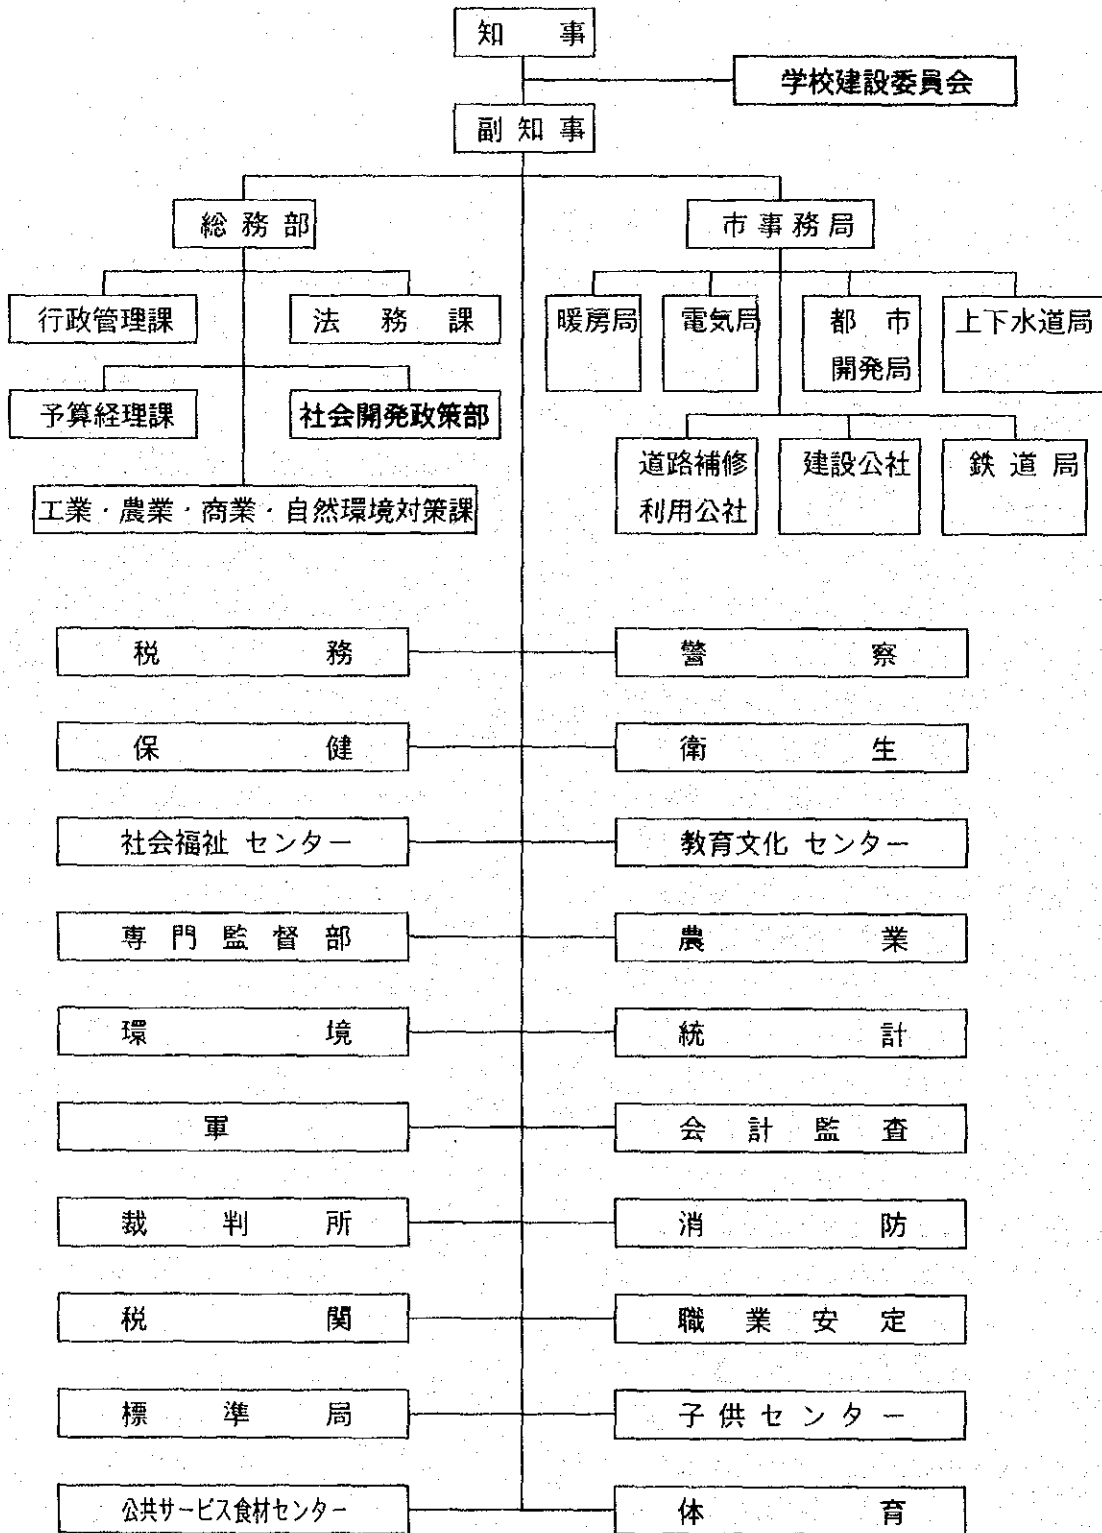 知事
学校建設委員会
副知事
総務部
市事務局
行政管理課
法務課
暖房局
電気局
都市
開発局
上下水道局
予算経理課
社会開発政策部
道路補修
利用公社
建設公社
鉄道局
工業・農業・商業・自然環境対策課
税務
警察
保健
衛生
社会福祉 センター
教育文化 センター
専門監督部
農業
環境
統計
軍
会計監査
裁判所
消防
税関
職業安定
標準局
子供センター
公共サービス食材センター
体育